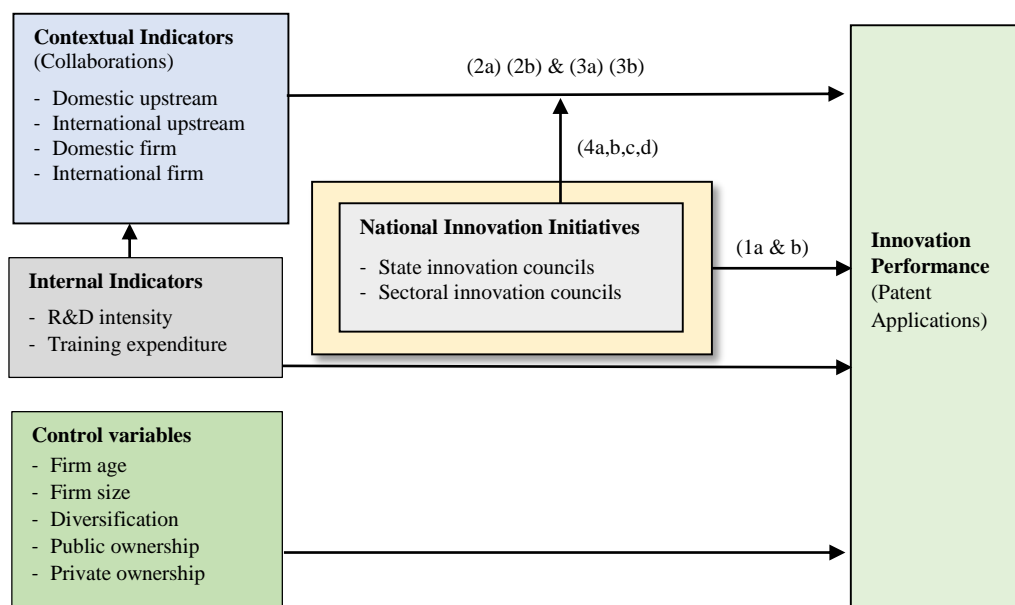 Contextual Indicators
(Collaborations)
- Domestic upstream
- International upstream
- Domestic firm
- International firm
(2a) (2b) & (3a) (3b)
(4a,b,c,d)
National Innovation Initiatives
- State innovation councils
- Sectoral innovation councils
(1a & b)
Innovation
Performance
(Patent
Applications)
Internal Indicators
- R&D intensity
- Training expenditure
Control variables
- Firm age
- Firm size
- Diversification
- Public ownership
- Private ownership